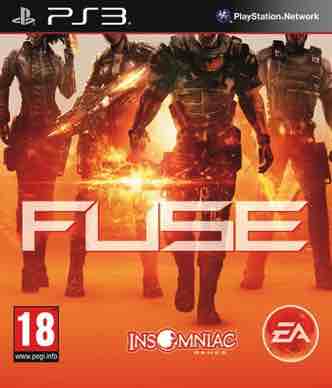 PS3
PlayStation®Network
FUSE
18
www.pegi.info
INSOMNIAC
GAMES
EA